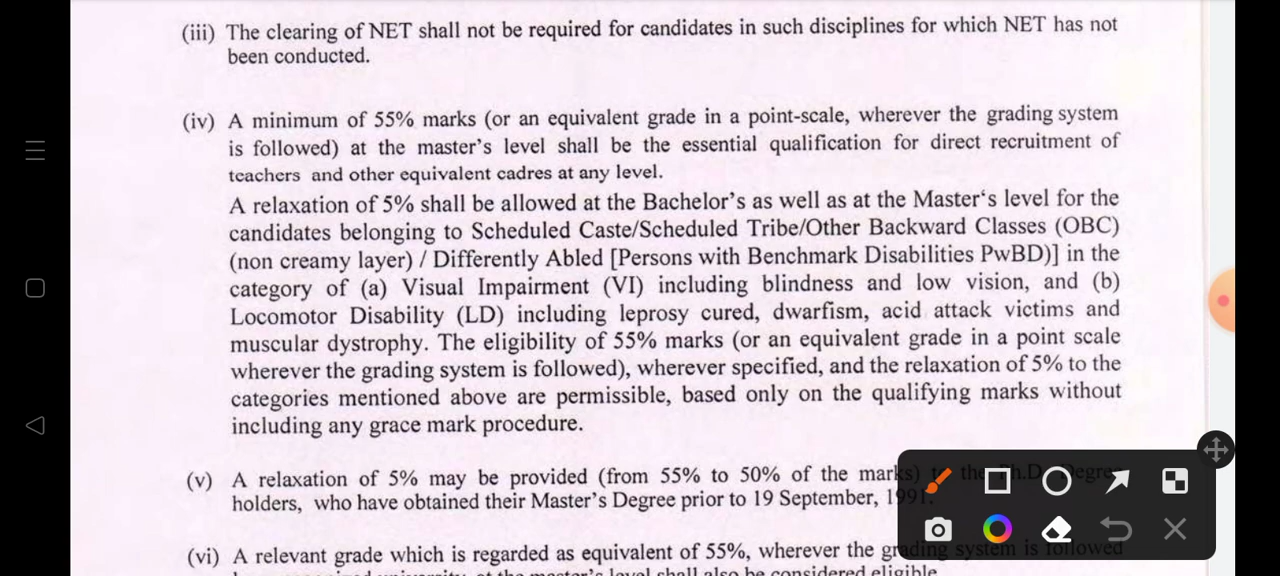 (iii) The clearing of NET shall not be required for candidates in such disciplines for which NET has not
been conducted.
(iv) A minimum of 55% marks (or an equivalent grade in a point-scale, wherever the grading system
is followed) at the master's level shall be the essential qualification for direct recruitment of
teachers and other equivalent cadres at any level.
A relaxation of 5% shall be allowed at the Bachelor's as well as at the Master‘s level for the
candidates belonging to Scheduled Caste/Scheduled Tribe/Other Backward Classes (OBC)
(non creamy layer) / Differently Abled [Persons with Benchmark Disabilities PwBD)] in the
category of (a) Visual Impairment (VI) including blindness and low vision, and (b)
Locomotor Disability (LD) including leprosy cured, dwarfism, acid attack victims and
muscular dystrophy. The eligibility of 55% marks (or an equivalent grade in a point scale
wherever the grading system is followed), wherever specified, and the relaxation of 5% to the
categories mentioned above are permissible, based only on the qualifying marks without
including any grace mark procedure.
(v) A relaxation of 5% may be provided (from 55% to 50% of the marks) to the Ph.D. Degree
holders, who have obtained their Master's Degree prior to 19 September, 1991.
(vi) A relevant grade which is regarded as equivalent of 55%, wherever the grading system is followed
level shall also be considered eligible